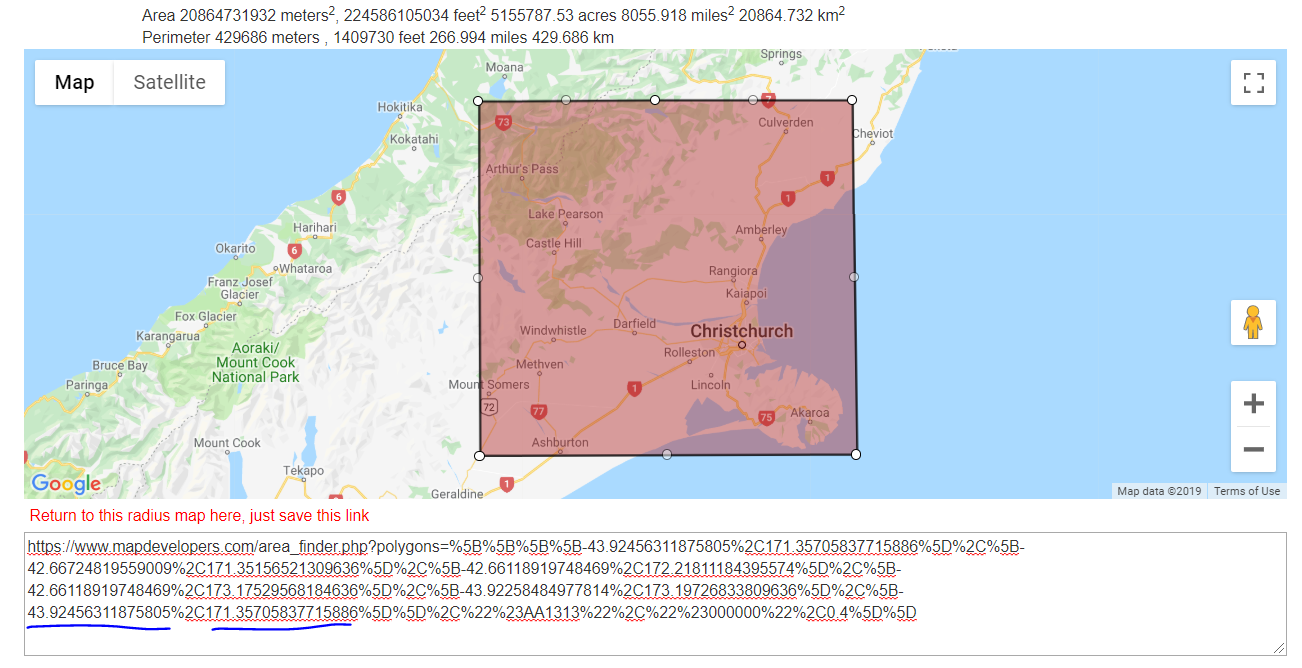 Area 20864731932 meters², 224586105034 feet² 5155787.53 acres 8055.918 miles² 20864.732 km²
Perimeter 429686 meters , 1409730 feet 266.994 miles 429.686 km
Map
Satellite
Springs
Moana
Hokitika
7
73
Culverden
Kokatahi
Cheviot
Arthur's Pass
1
6
1
Lake Pearson
Harihari
Amberley
Okarito
6
Castle Hill
Whataroa
Rangiora
Franz Josef
Glacier
Kaiapoi
Fox Glacier
Windwhistle
Darfield
Christchurch
Karangarua
Aoraki/
Mount Cook
National Park
Rolleston
Bruce Bay
Methven
Paringa
Mount Somers
1
Lincoln
72
77
75
Akaroa
Mount Cook
Ashburton
Tekapo
Google
1
Geraldine
+
−
Map data ©2019
Terms of Use
Return to this radius map here, just save this link
https://www.mapdevelopers.com/area_finder.php?polygons=%5B%5B%5B%5B-43.92456311875805%2C171.35705837715886%5D%2C%5B-
42.66724819559009%2C171.35156521309636%5D%2C%5B-42.66118919748469%2C172.21811184395574%5D%2C%5B-
42.66118919748469%2C173.17529568184636%5D%2C%5B-43.92258484977814%2C173.19726833809636%5D%2C%5B-
43.92456311875805%2C171.35705837715886%5D%5D%2C%22%23AA1313%22%2C%22%23000000%22%2C0.4%5D%5D